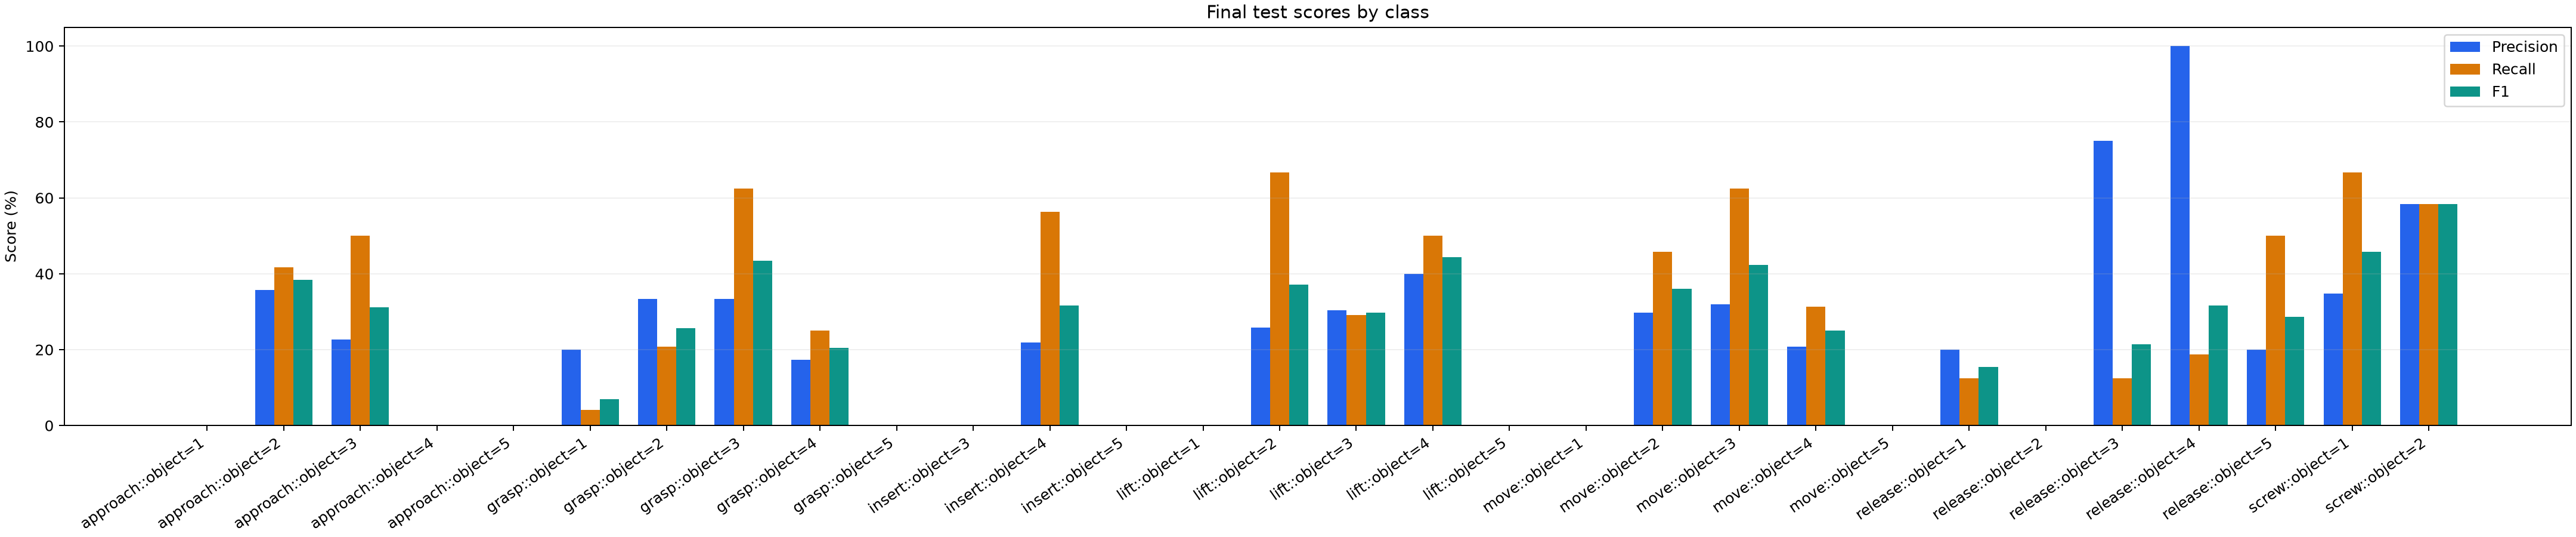 Final test scores by class
Precision
Recall
F1
Score (%)
100
80
60
40
20
0
approach::object=1
approach::object=2
approach::object=3
approach::object=4
approach::object=5
grasp::object=1
grasp::object=2
grasp::object=3
grasp::object=4
grasp::object=5
insert::object=3
insert::object=4
insert::object=5
lift::object=1
lift::object=2
lift::object=3
lift::object=4
lift::object=5
move::object=1
move::object=2
move::object=3
move::object=4
move::object=5
release::object=1
release::object=2
release::object=3
release::object=4
release::object=5
screw::object=1
screw::object=2